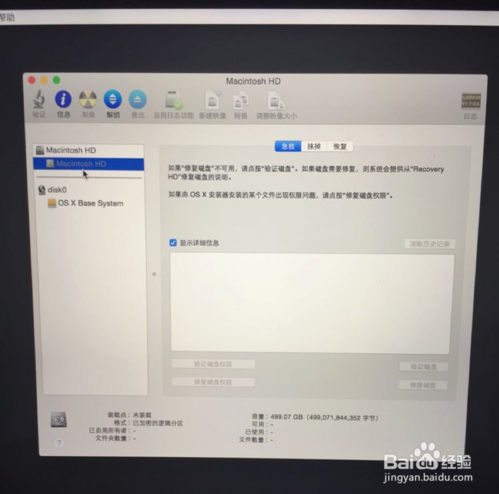 帮助
Macintosh HD
验证
信息
刻录
解锁
推出
启用日志功能
新建映像
转换
调整映像大小
日志
Macintosh HD
Macintosh HD
disk0
OS X Base System
急救
抹掉
恢复
如果“修复磁盘”不可用，请点按“验证磁盘”。如果磁盘需要修复，则系统会提供从“Recovery
HD”修复磁盘的说明。
如果由 OS X 安装器安装的某个文件出现权限问题，请点按“修复磁盘权限”。
显示详细信息
清除历史记录
验证磁盘权限
验证磁盘
修复磁盘权限
修复磁盘
装载点：未装载
格式：已加密的逻辑分区
已启用所有者：-
文件夹数量：-
容量：499.07 GB (499,071,844,352 字节)
可用：-
已使用：-
文件数量：-
?
Baidu 经验
jingyan.baidu.com